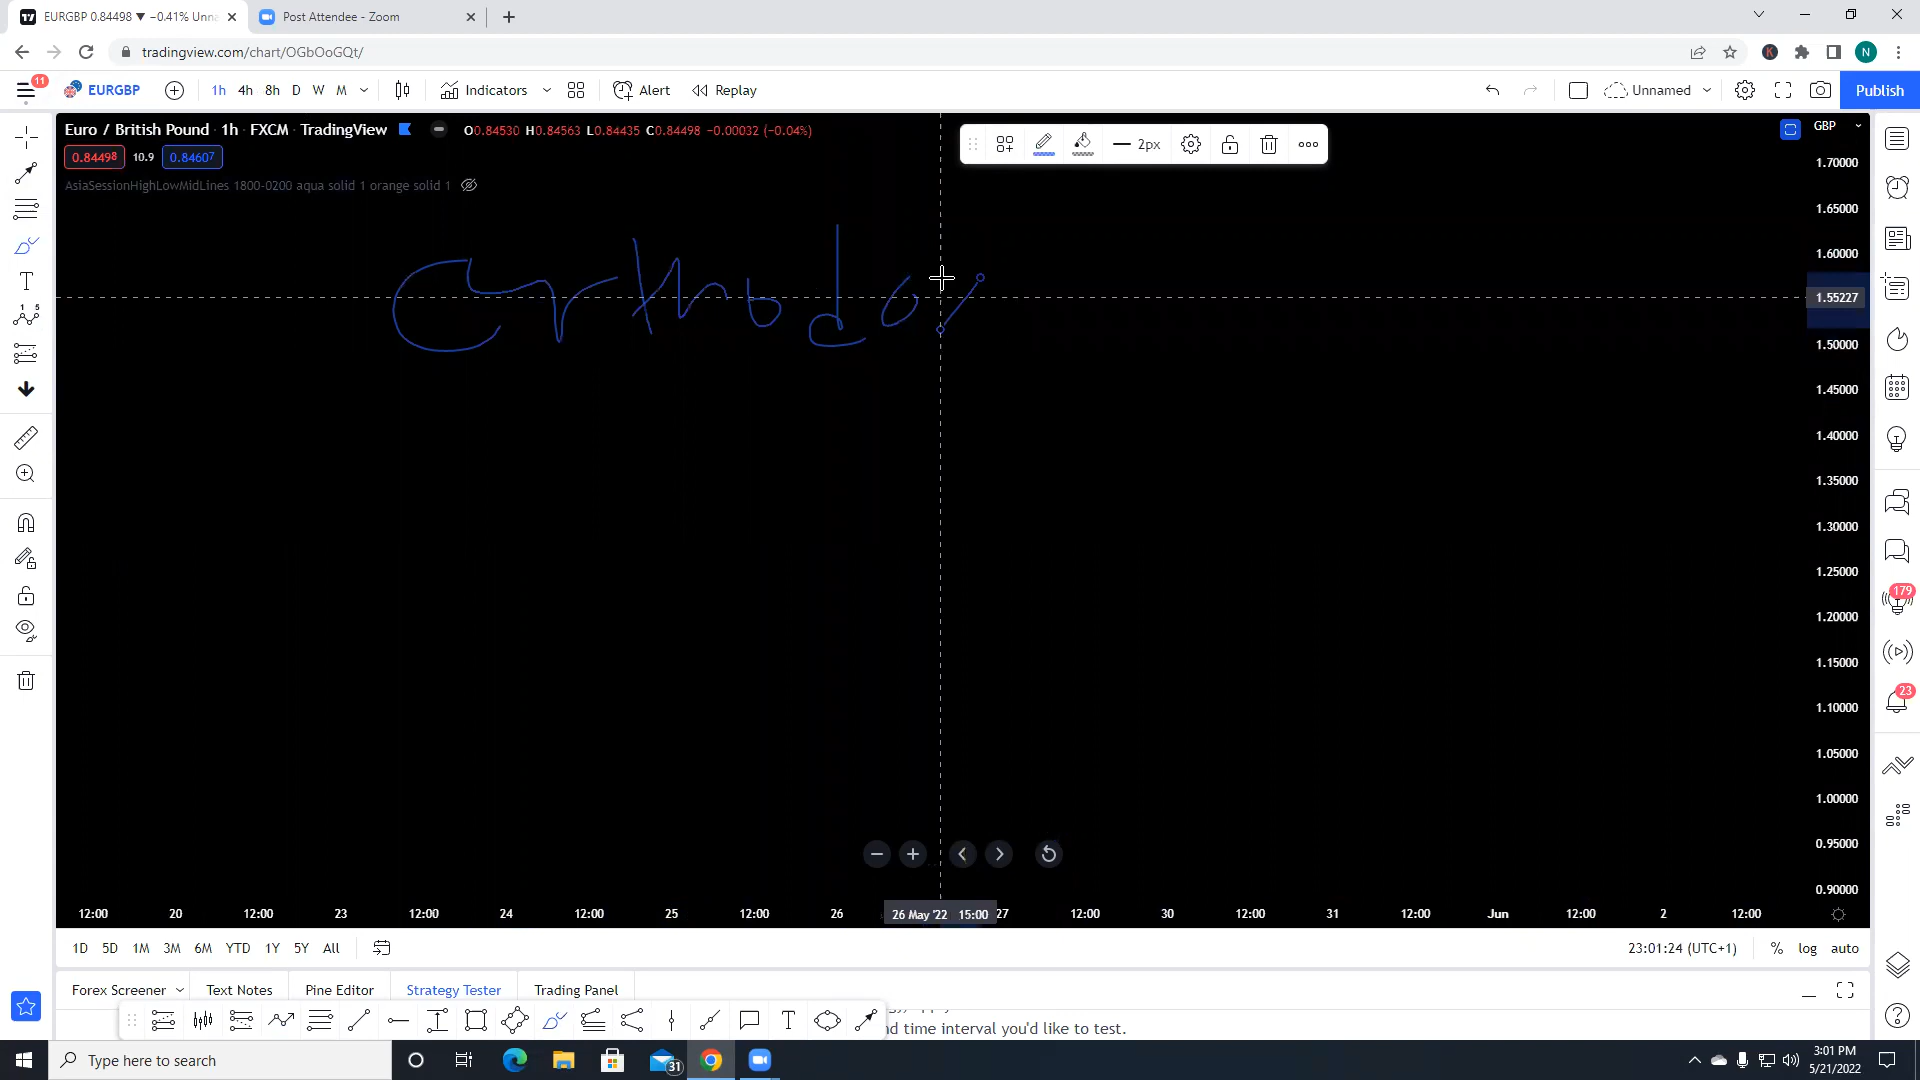 EURGBP 0.84498 ▼ −0.41% Unna
Post Attendee - Zoom
tradingview.com/chart/OGbOoGQt/
K
N
11
EURGBP
1h 4h 8h D W M
Indicators
Alert
Replay
Unnamed
Publish
Euro / British Pound · 1h · FXCM · TradingView
O0.84530 H0.84563 L0.84435 C0.84498 −0.00032 (−0.04%)
0.84498 10.9 0.84607
AsiaSessionHighLowMidLines 1800-0200 aqua solid 1 orange solid 1
2px
GBP
1.70000
1.65000
1.60000
1.55227
1.50000
1.45000
1.40000
1.35000
1.30000
1.25000
1.20000
1.15000
1.10000
1.05000
1.00000
0.95000
0.90000
179
23
12:00 20 12:00 23 12:00 24 12:00 25 12:00 26 26 May '22 15:00 27 12:00 30 12:00 31 12:00 Jun 12:00 2 12:00
1D 5D 1M 3M 6M YTD 1Y 5Y All
23:01:24 (UTC+1) % log auto
Forex Screener Text Notes Pine Editor Strategy Tester Trading Panel
nd time interval you'd like to test.
Type here to search
31
3:01 PM
5/21/2022